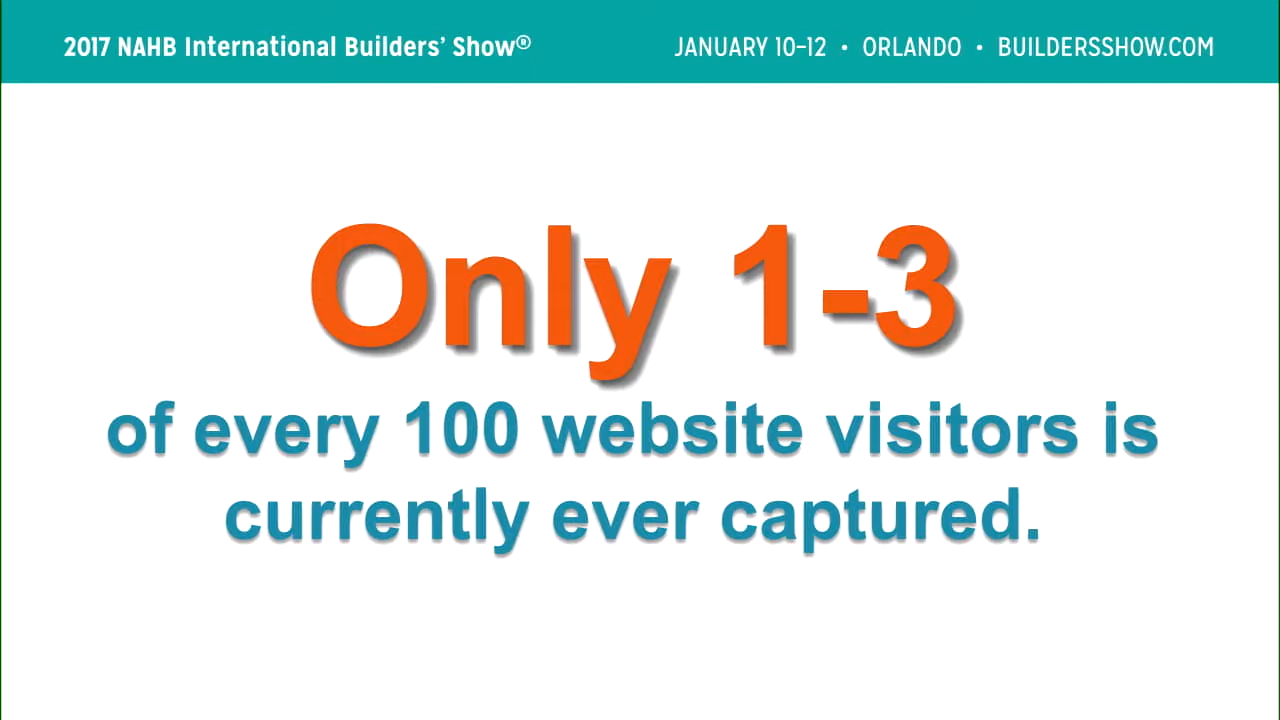 2017 NAHB International Builders’ Show® JANUARY 10–12 • ORLANDO • BUILDERSSHOW.COM
Only 1-3
of every 100 website visitors is
currently ever captured.